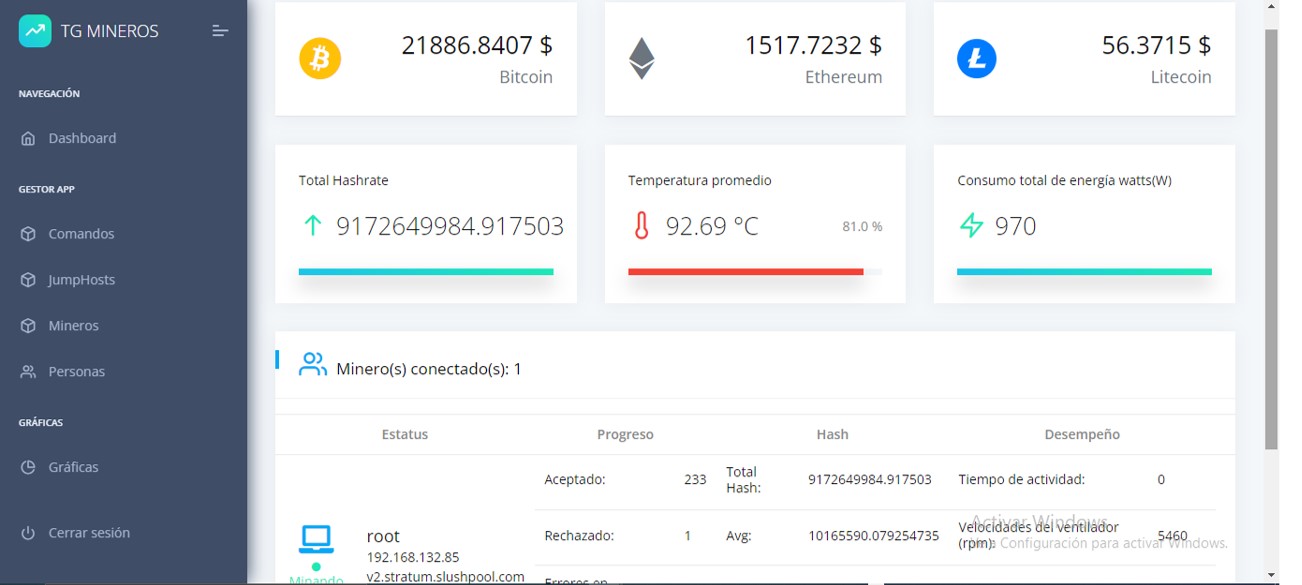 TG MINEROS
NAVEGACIÓN
Dashboard
GESTOR APP
Comandos
JumpHosts
Mineros
Personas
GRÁFICAS
Gráficas
Cerrar sesión
21886.8407 $
Bitcoin
1517.7232 $
Ethereum
56.3715 $
Litecoin
Total Hashrate
9172649984.917503
Temperatura promedio
92.69 °C
81.0 %
Consumo total de energía watts(W)
970
Minero(s) conectado(s): 1
Estatus
Progreso
Hash
Desempeño
root
192.168.132.85
Minando
v2.stratum.slushpool.com
Aceptado:
233
Total
Hash:
9172649984.917503
Tiempo de actividad:
0
Rechazado:
1
Avg:
10165590.079254735
Velocidades del ventilador
(rpm):
5460
Errores en
Activar Windows
Configuración para activar Windows.